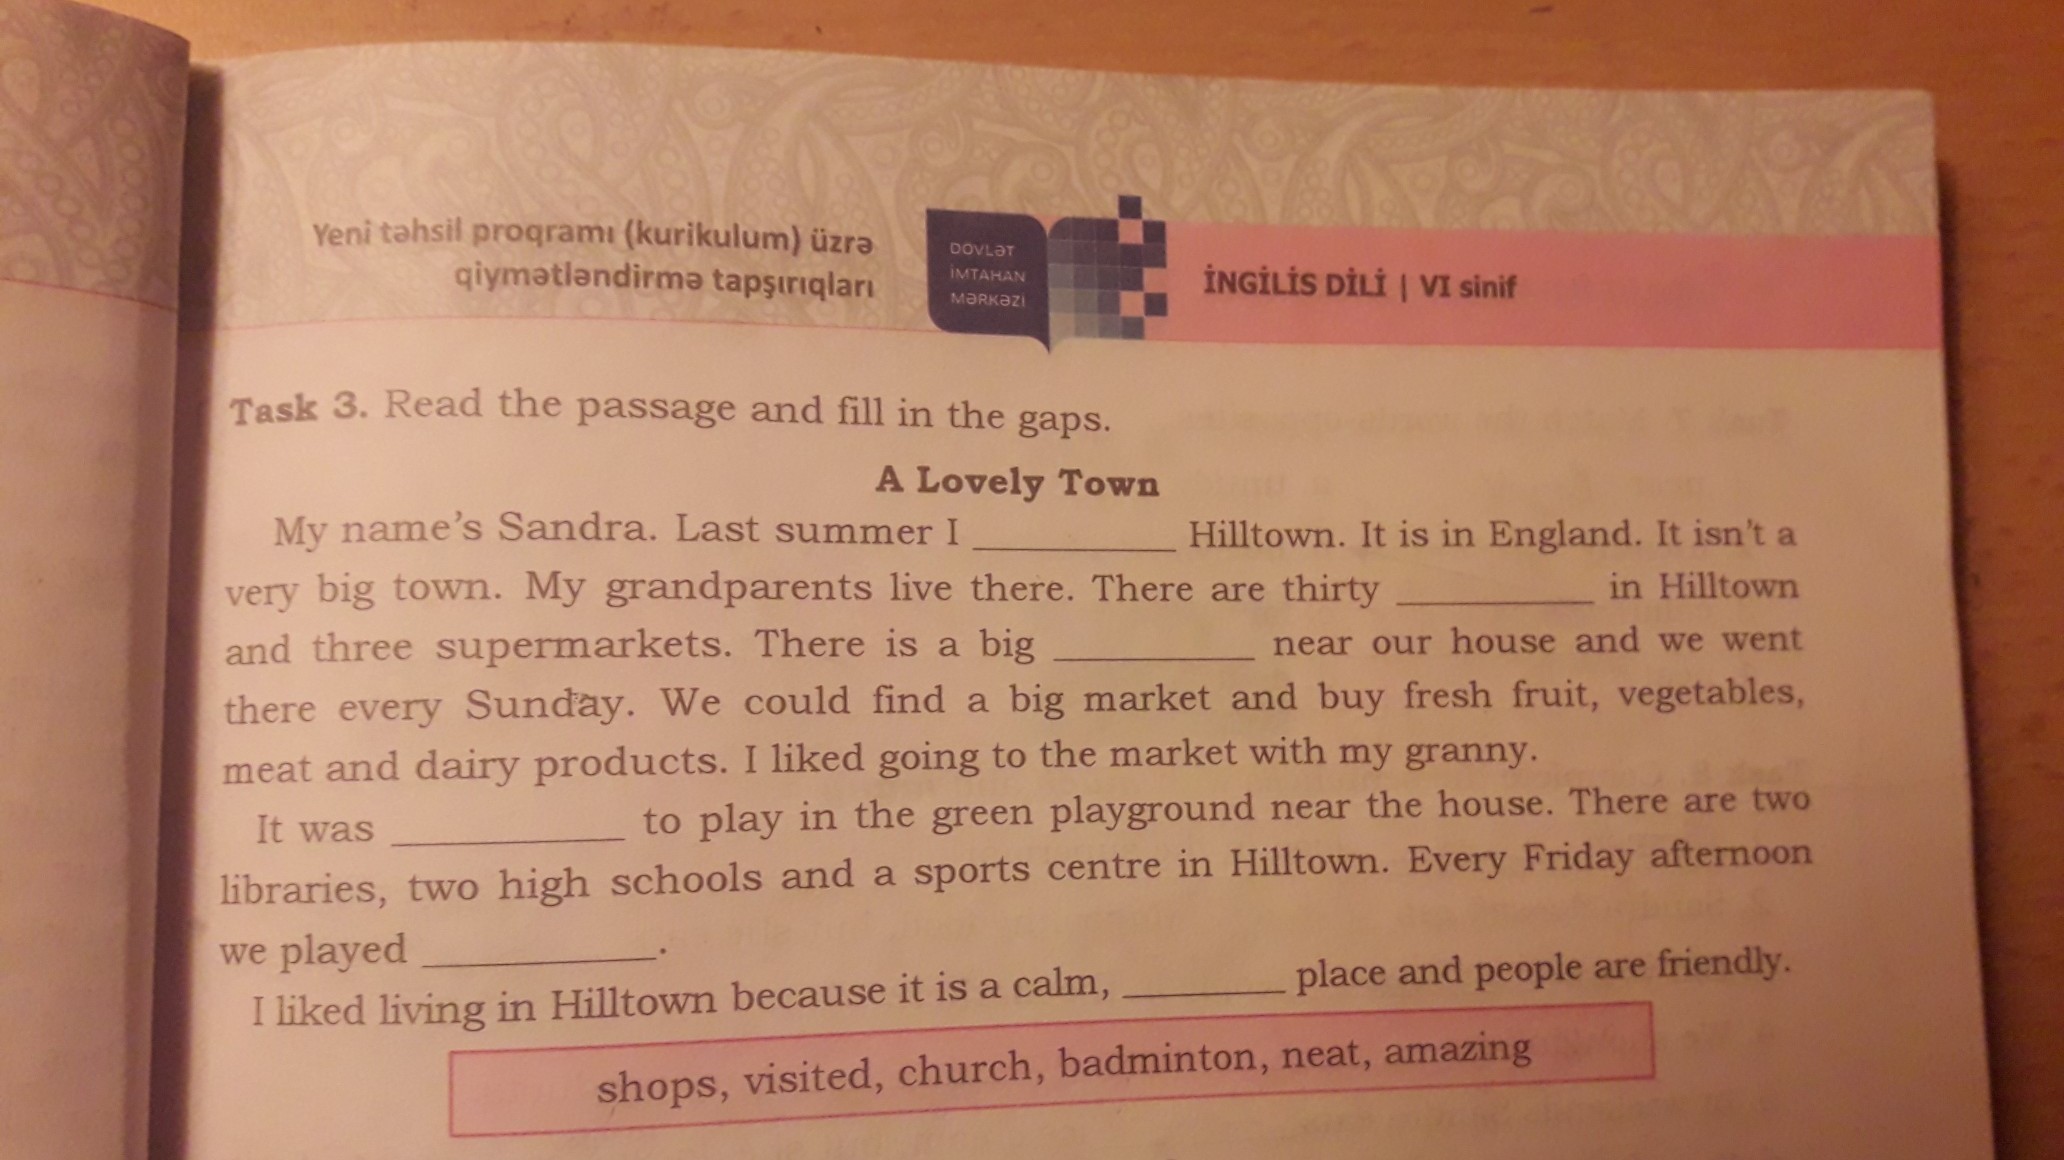 Yeni təhsil proqramı (kurikulum) üzrə
qiymətləndirmə tapşırıqları
DÖVLƏT
İMTAHAN
MƏRKƏZİ
İNGİLİS DİLİ | VI sinif
Task 3. Read the passage and fill in the gaps.
A Lovely Town
My name's Sandra. Last summer I __________ Hilltown. It is in England. It isn't a
very big town. My grandparents live there. There are thirty __________ in Hilltown
and three supermarkets. There is a big __________ near our house and we went
there every Sunday. We could find a big market and buy fresh fruit, vegetables,
meat and dairy products. I liked going to the market with my granny.
It was ____________ to play in the green playground near the house. There are two
libraries, two high schools and a sports centre in Hilltown. Every Friday afternoon
we played ____________.
I liked living in Hilltown because it is a calm, ________ place and people are friendly.
shops, visited, church, badminton, neat, amazing